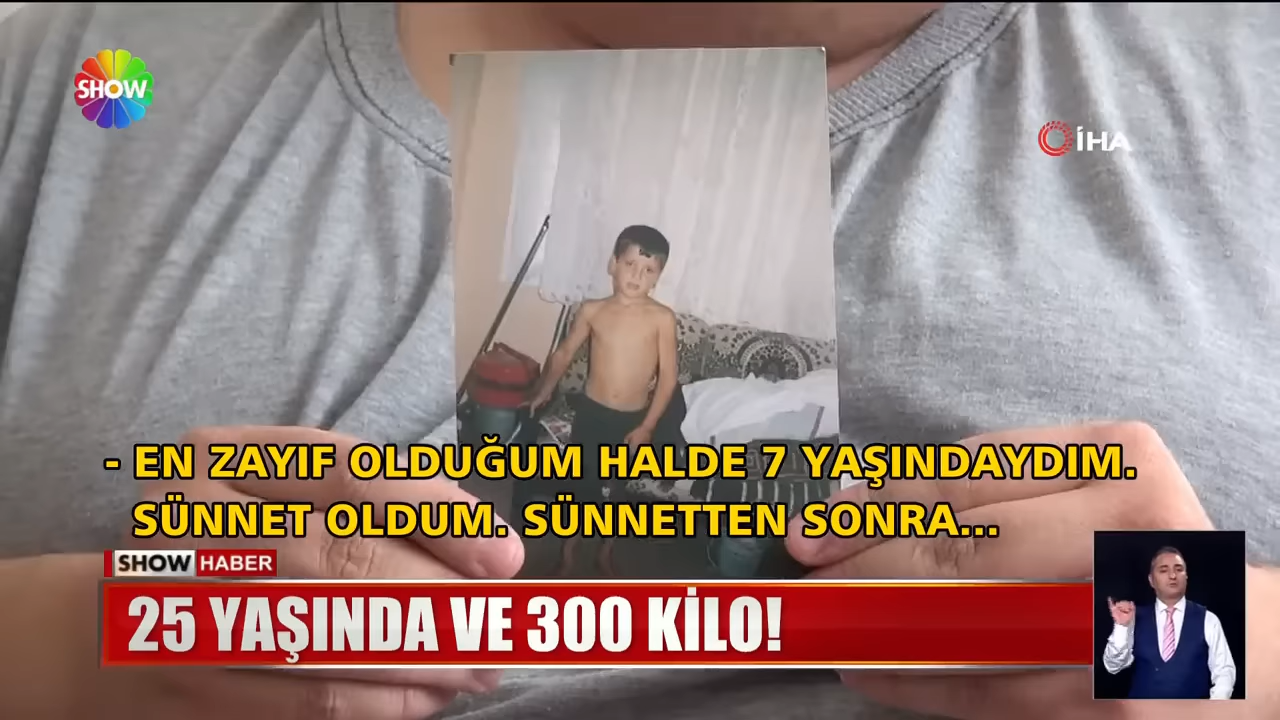 SHOW
İHA
- EN ZAYIF OLDUĞUM HALDE 7 YAŞINDAYDIM.
SÜNNET OLDUM. SÜNNETTEN SONRA...
SHOW HABER
25 YAŞINDA VE 300 KİLO!